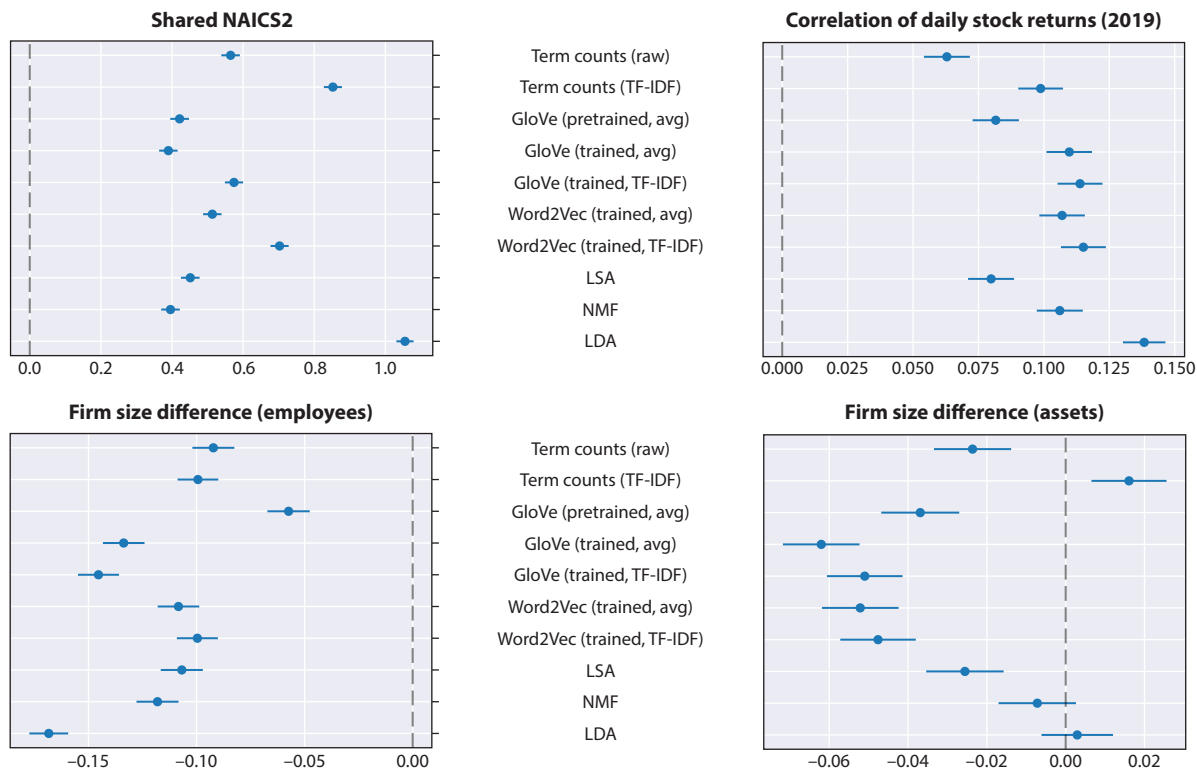 Shared NAICS2
Correlation of daily stock returns (2019)
Term counts (raw)
Term counts (TF-IDF)
GloVe (pretrained, avg)
GloVe (trained, avg)
GloVe (trained, TF-IDF)
Word2Vec (trained, avg)
Word2Vec (trained, TF-IDF)
LSA
NMF
LDA
0.0 0.2 0.4 0.6 0.8 1.0
0.000 0.025 0.050 0.075 0.100 0.125 0.150
Firm size difference (employees)
Firm size difference (assets)
Term counts (raw)
Term counts (TF-IDF)
GloVe (pretrained, avg)
GloVe (trained, avg)
GloVe (trained, TF-IDF)
Word2Vec (trained, avg)
Word2Vec (trained, TF-IDF)
LSA
NMF
LDA
−0.15 −0.10 −0.05 0.00
−0.06 −0.04 −0.02 0.00 0.02